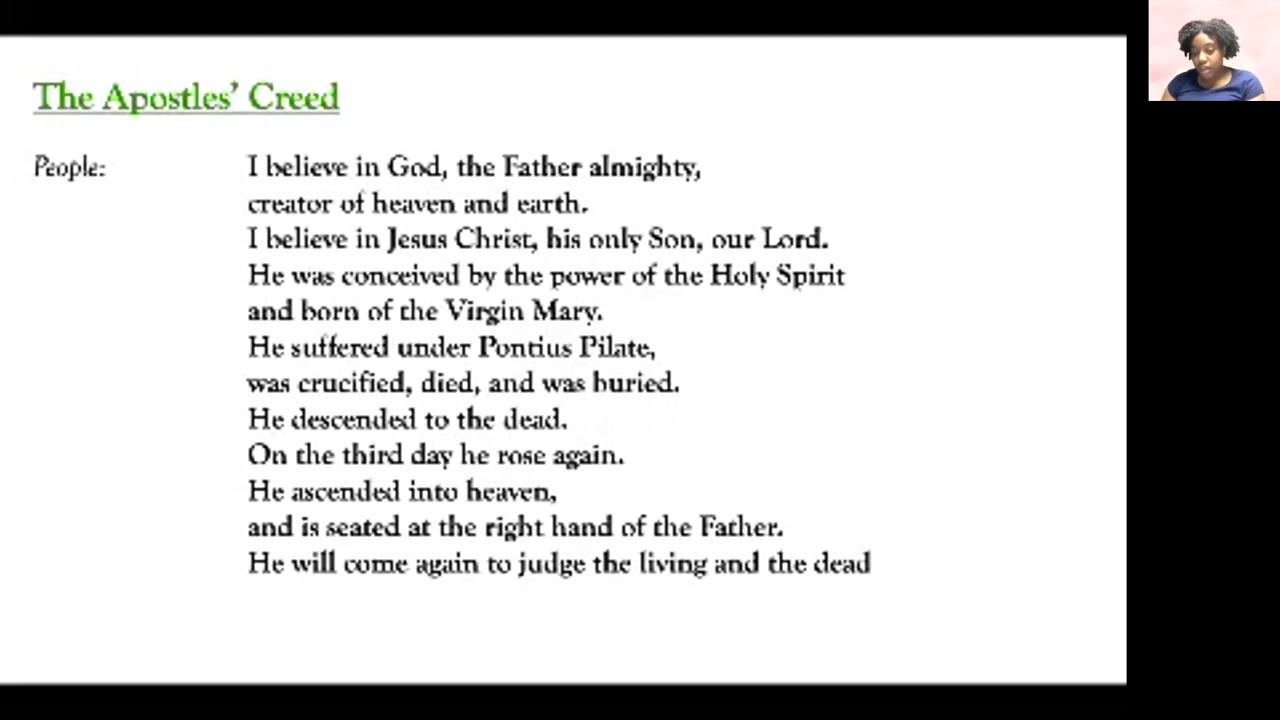 The Apostles' Creed
People: I believe in God, the Father almighty,
creator of heaven and earth.
I believe in Jesus Christ, his only Son, our Lord.
He was conceived by the power of the Holy Spirit
and born of the Virgin Mary.
He suffered under Pontius Pilate,
was crucified, died, and was buried.
He descended to the dead.
On the third day he rose again.
He ascended into heaven,
and is seated at the right hand of the Father.
He will come again to judge the living and the dead